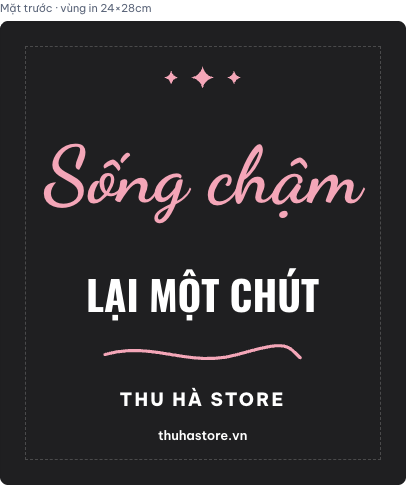 Mặt trước · vùng in 24×28cm
Sống chậm
LẠI MỘT CHÚT
THU HÀ STORE
thuhastore.vn